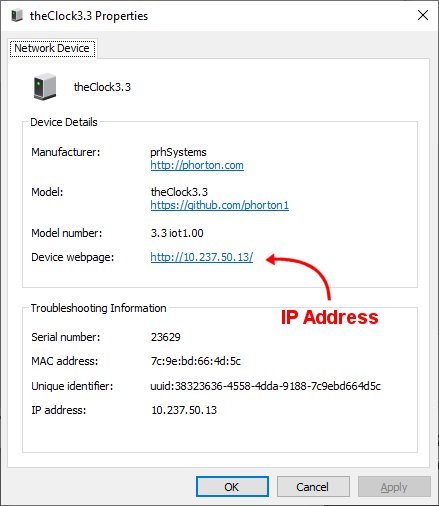 theClock3.3 Properties
Network Device
theClock3.3
Device Details
Manufacturer: prhSystems
http://phorton.com
Model: theClock3.3
https://github.com/phorton1
Model number: 3.3 iot1.00
Device webpage: http://10.237.50.13/
IP Address
Troubleshooting Information
Serial number: 23629
MAC address: 7c:9e:bd:66:4d:5c
Unique identifier: uuid:38323636-4558-4dda-9188-7c9ebd664d5c
IP address: 10.237.50.13
OK Cancel Apply